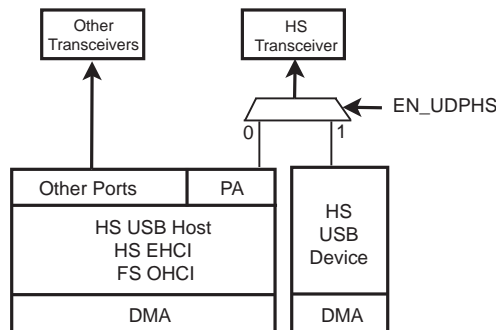 Other
Transceivers
HS
Transceiver
EN_UDPHS
0
1
Other Ports
PA
HS USB Host
HS EHCI
FS OHCI
DMA
HS
USB
Device
DMA